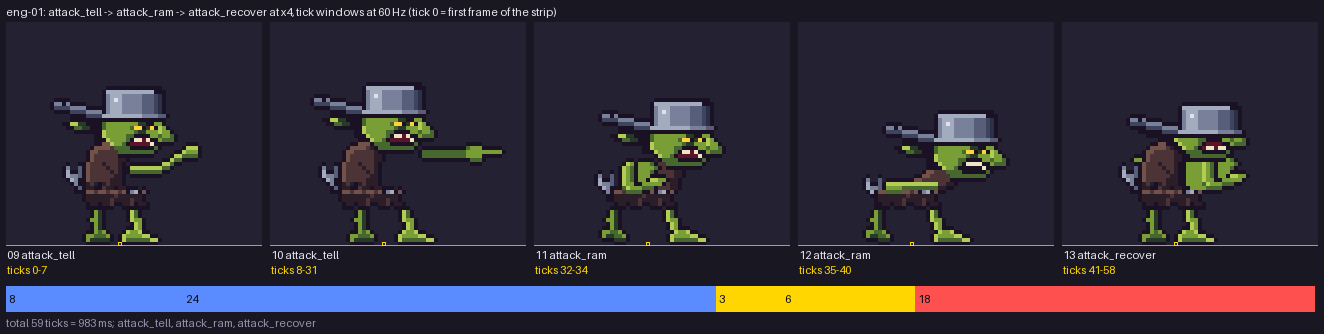 eng-01: attack_tell -> attack_ram -> attack_recover at x4, tick windows at 60 Hz (tick 0 = first frame of the strip)
09 attack_tell
ticks 0-7
10 attack_tell
ticks 8-31
11 attack_ram
ticks 32-34
12 attack_ram
ticks 35-40
13 attack_recover
ticks 41-58
8 24 3 6 18
total 59 ticks = 983 ms; attack_tell, attack_ram, attack_recover